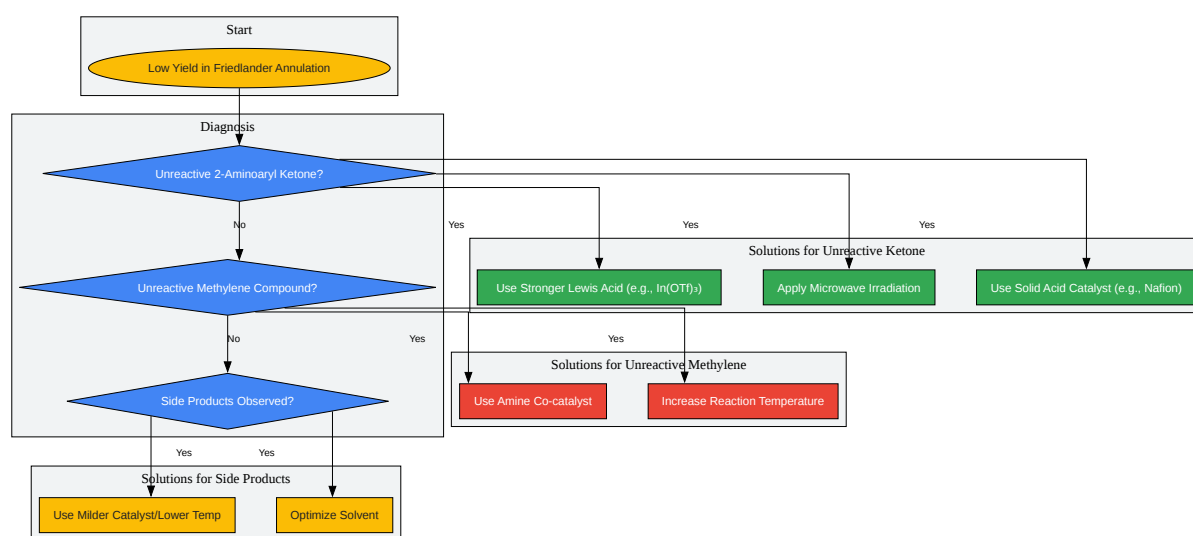 Start
Low Yield in Friedlander Annulation
Diagnosis
Unreactive 2-Aminoaryl Ketone?
No
Yes
Yes
Yes
Solutions for Unreactive Ketone
Unreactive Methylene Compound?
Use Stronger Lewis Acid (e.g., In(OTf)₃)
Apply Microwave Irradiation
Use Solid Acid Catalyst (e.g., Nafion)
No
Yes
Yes
Solutions for Unreactive Methylene
Side Products Observed?
Use Amine Co-catalyst
Increase Reaction Temperature
Yes
Yes
Solutions for Side Products
Use Milder Catalyst/Lower Temp
Optimize Solvent